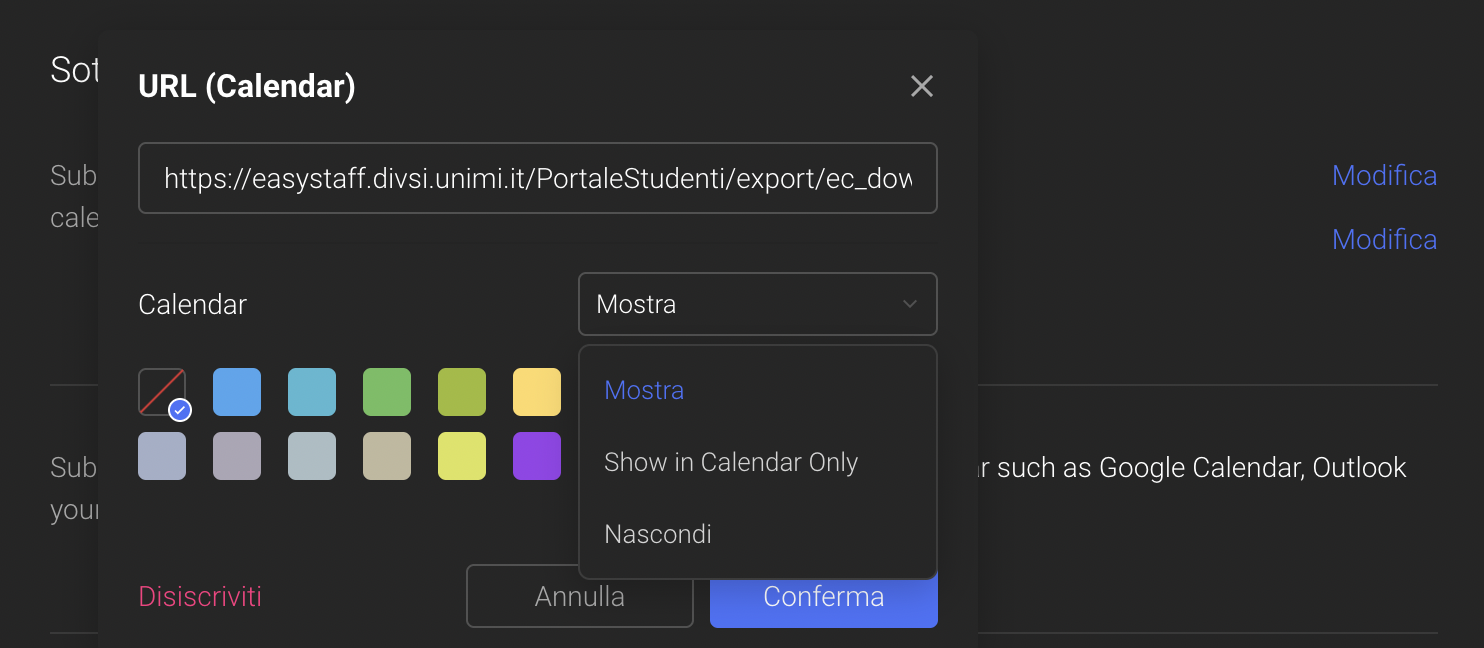 Sot
URL (Calendar)
https://easystaff.divsi.unimi.it/PortaleStudenti/export/ec_dow
Sub
cale
Modifica
Modifica
Calendar
Mostra
Mostra
Show in Calendar Only
Nascondi
Sub
your
ar such as Google Calendar, Outlook
Disiscriviti
Annulla
Conferma